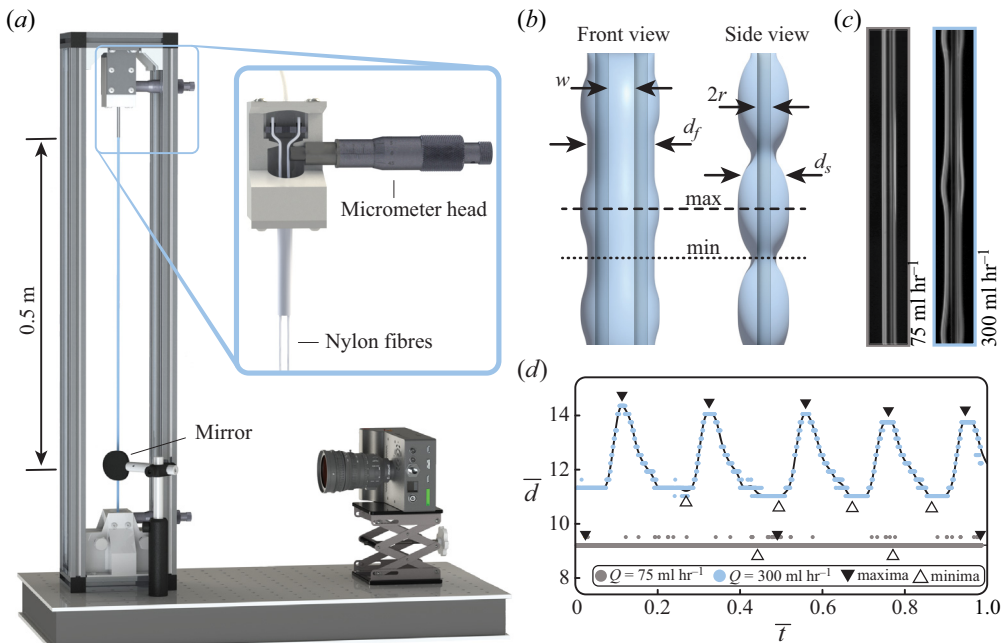 (a)
0.5 m
Micrometer head
Nylon fibres
Mirror
(b)
Front view
Side view
w
2r
d_f
d_s
max
min
(c)
75 ml hr⁻¹
300 ml hr⁻¹
(d)
d̅
14
12
10
8
Q = 75 ml hr⁻¹
Q = 300 ml hr⁻¹
maxima
minima
0 0.2 0.4 0.6 0.8 1.0
t̅